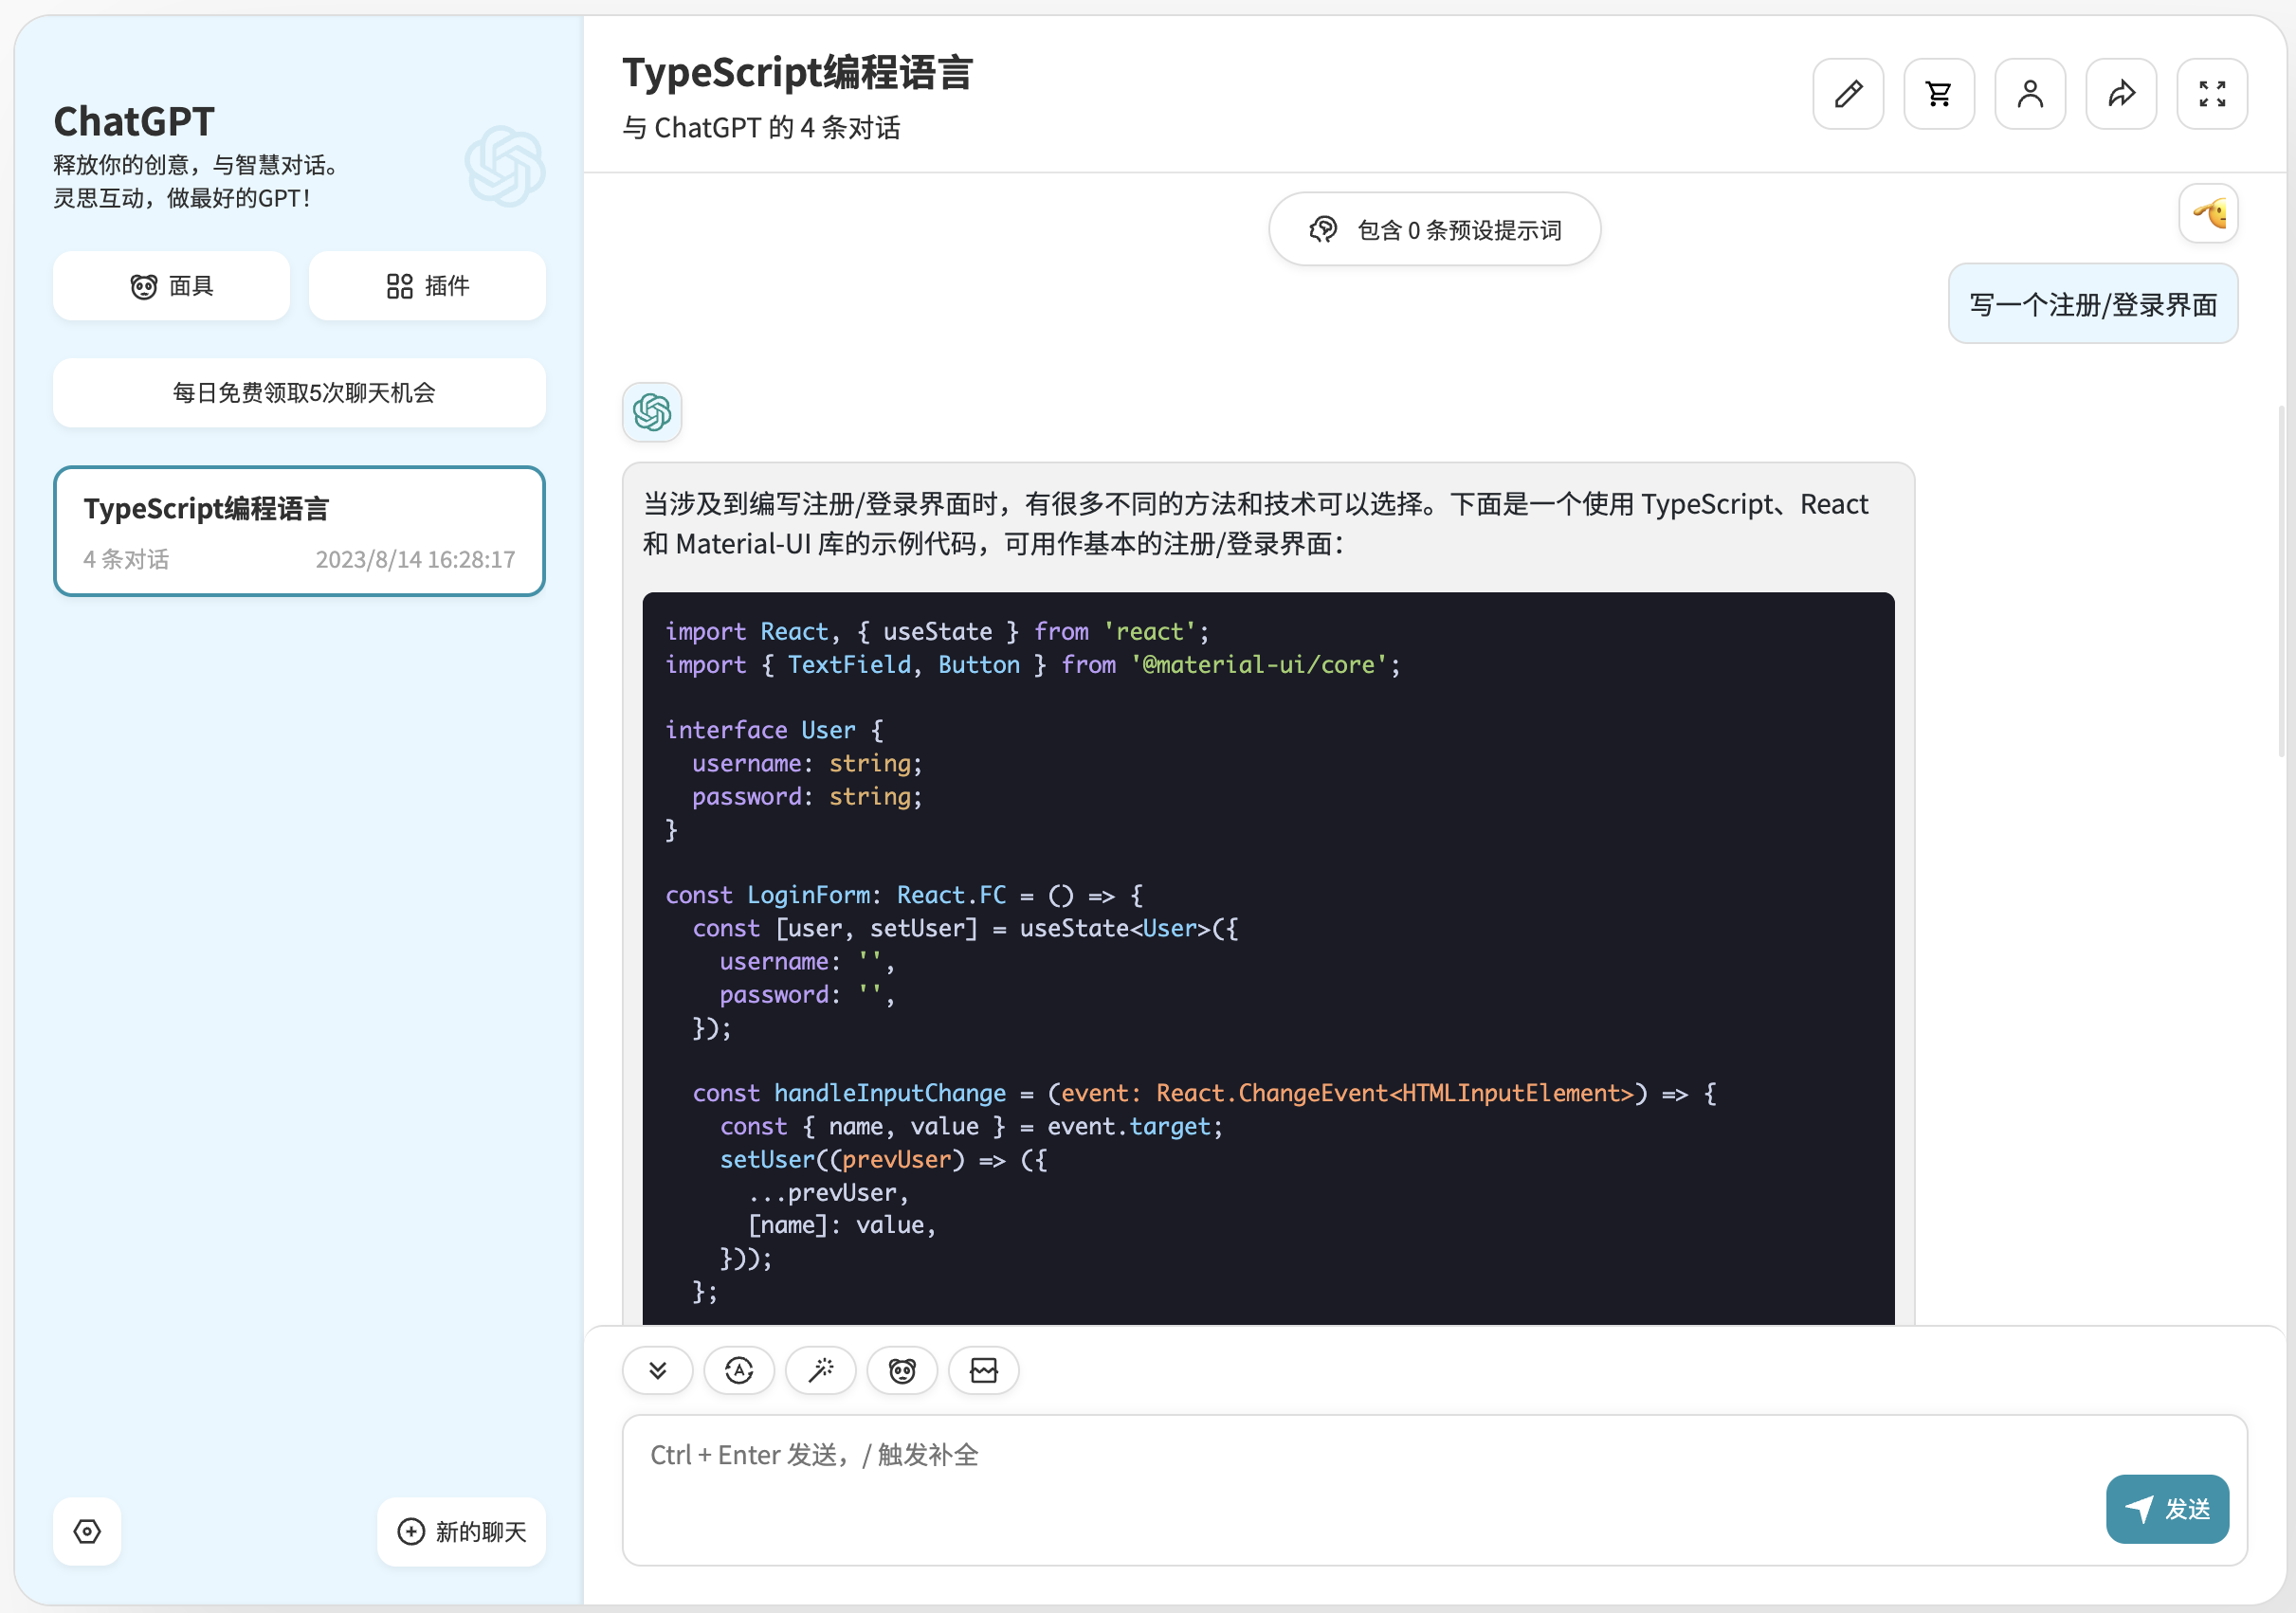 ChatGPT
释放你的创意，与智慧对话。
灵思互动，做最好的GPT！
面具
插件
每日免费领取5次聊天机会
TypeScript编程语言
4 条对话
2023/8/14 16:28:17
新的聊天
TypeScript编程语言
与 ChatGPT 的 4 条对话
包含 0 条预设提示词
写一个注册/登录界面
当涉及到编写注册/登录界面时，有很多不同的方法和技术可以选择。下面是一个使用 TypeScript、React
和 Material-UI 库的示例代码，可用作基本的注册/登录界面：
import React, { useState } from 'react';
import { TextField, Button } from '@material-ui/core';
interface User {
  username: string;
  password: string;
}
const LoginForm: React.FC = () => {
  const [user, setUser] = useState<User>({
    username: '',
    password: '',
  });
  const handleInputChange = (event: React.ChangeEvent<HTMLInputElement>) => {
    const { name, value } = event.target;
    setUser((prevUser) => ({
      ...prevUser,
      [name]: value,
    }));
  };
Ctrl + Enter 发送，/ 触发补全
发送